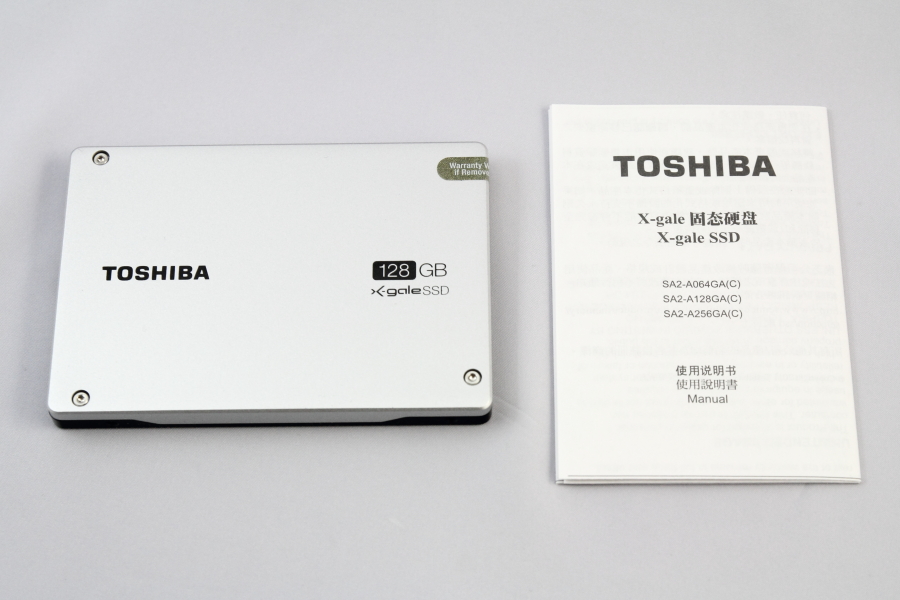 Warranty
If
TOSHIBA
128 GB
X-gale SSD
TOSHIBA
X-gale 固态硬盘
X-gale SSD
SA2-A064GA(C)
SA2-A128GA(C)
SA2-A256GA(C)
使用说明书
使用說明書
Manual